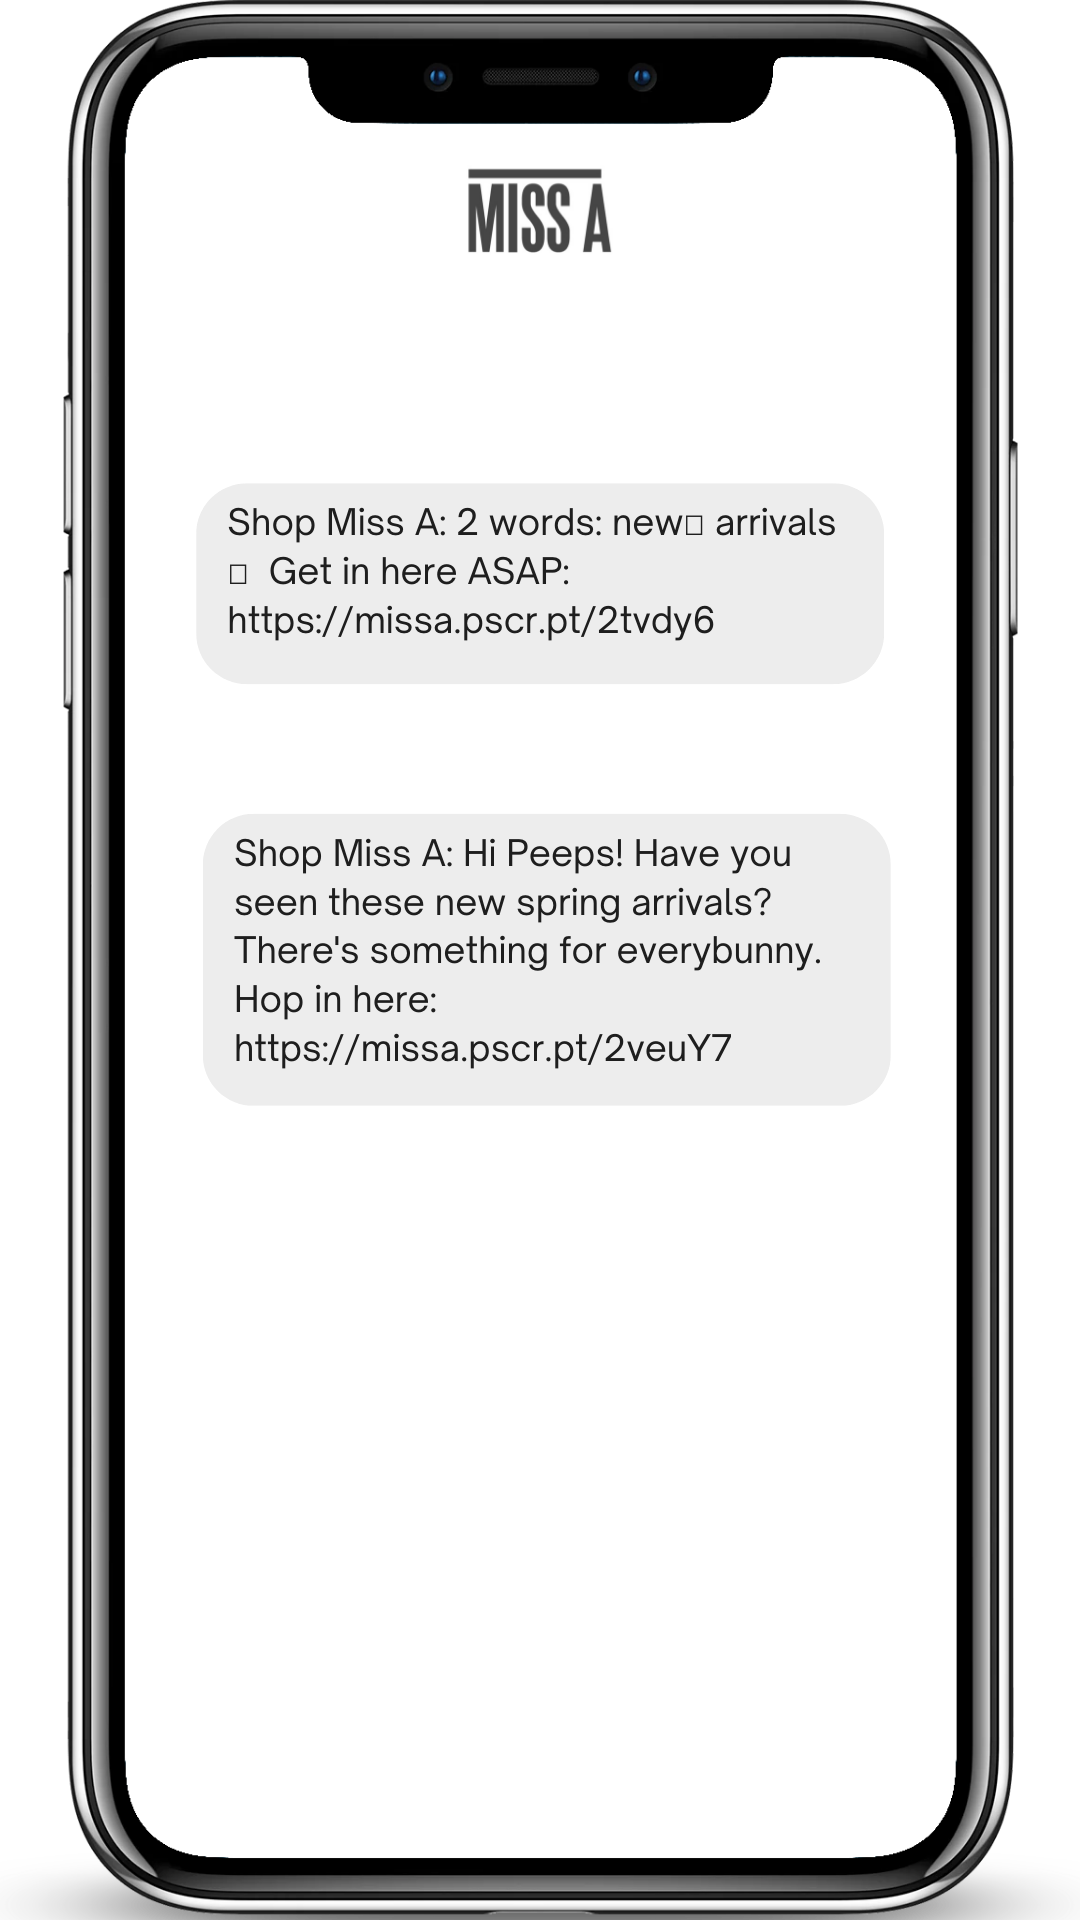 MISS A
Shop Miss A: 2 words: new□ arrivals
□ Get in here ASAP:
https://missa.pscr.pt/2tvdy6
Shop Miss A: Hi Peeps! Have you
seen these new spring arrivals?
There's something for everybunny.
Hop in here:
https://missa.pscr.pt/2veuY7